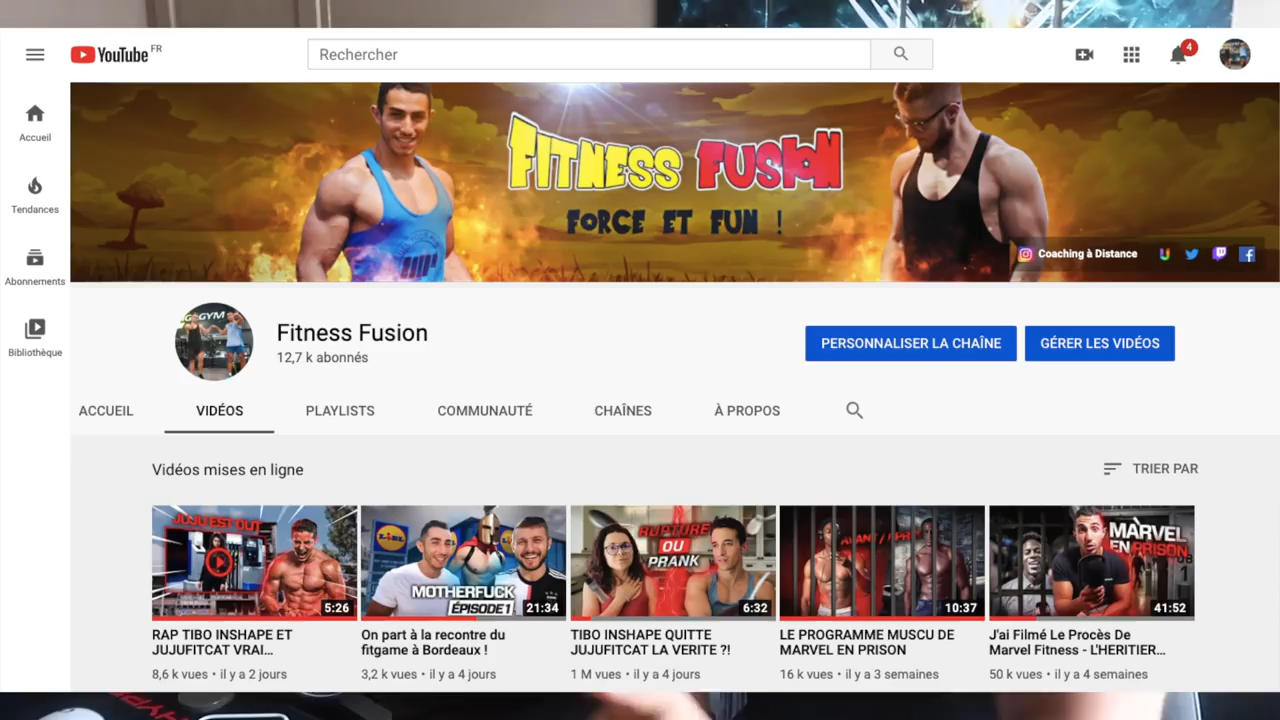 YouTube FR
Rechercher
4
Accueil
Tendances
Abonnements
Bibliothèque
FITNESS FUSION
FORCE ET FUN !
Coaching à Distance
Fitness Fusion
12,7 k abonnés
PERSONNALISER LA CHAÎNE
GÉRER LES VIDÉOS
ACCUEIL
VIDÉOS
PLAYLISTS
COMMUNAUTÉ
CHAÎNES
À PROPOS
Vidéos mises en ligne
TRIER PAR
JUJU EST OUT
5:26
RAP TIBO INSHAPE ET
JUJUFITCAT VRAI...
8,6 k vues • il y a 2 jours
LIDL
MOTHERFUCK
ÉPISODE 1
21:34
On part à la recontre du
fitgame à Bordeaux !
3,2 k vues • il y a 4 jours
RUPTURE
OU
PRANK
6:32
TIBO INSHAPE QUITTE
JUJUFITCAT LA VERITE ?!
1 M vues • il y a 4 jours
10:37
LE PROGRAMME MUSCU DE
MARVEL EN PRISON
16 k vues • il y a 3 semaines
MARVEL
EN PRISON
41:52
J'ai Filmé Le Procès De
Marvel Fitness - L'HERITIER...
50 k vues • il y a 4 semaines